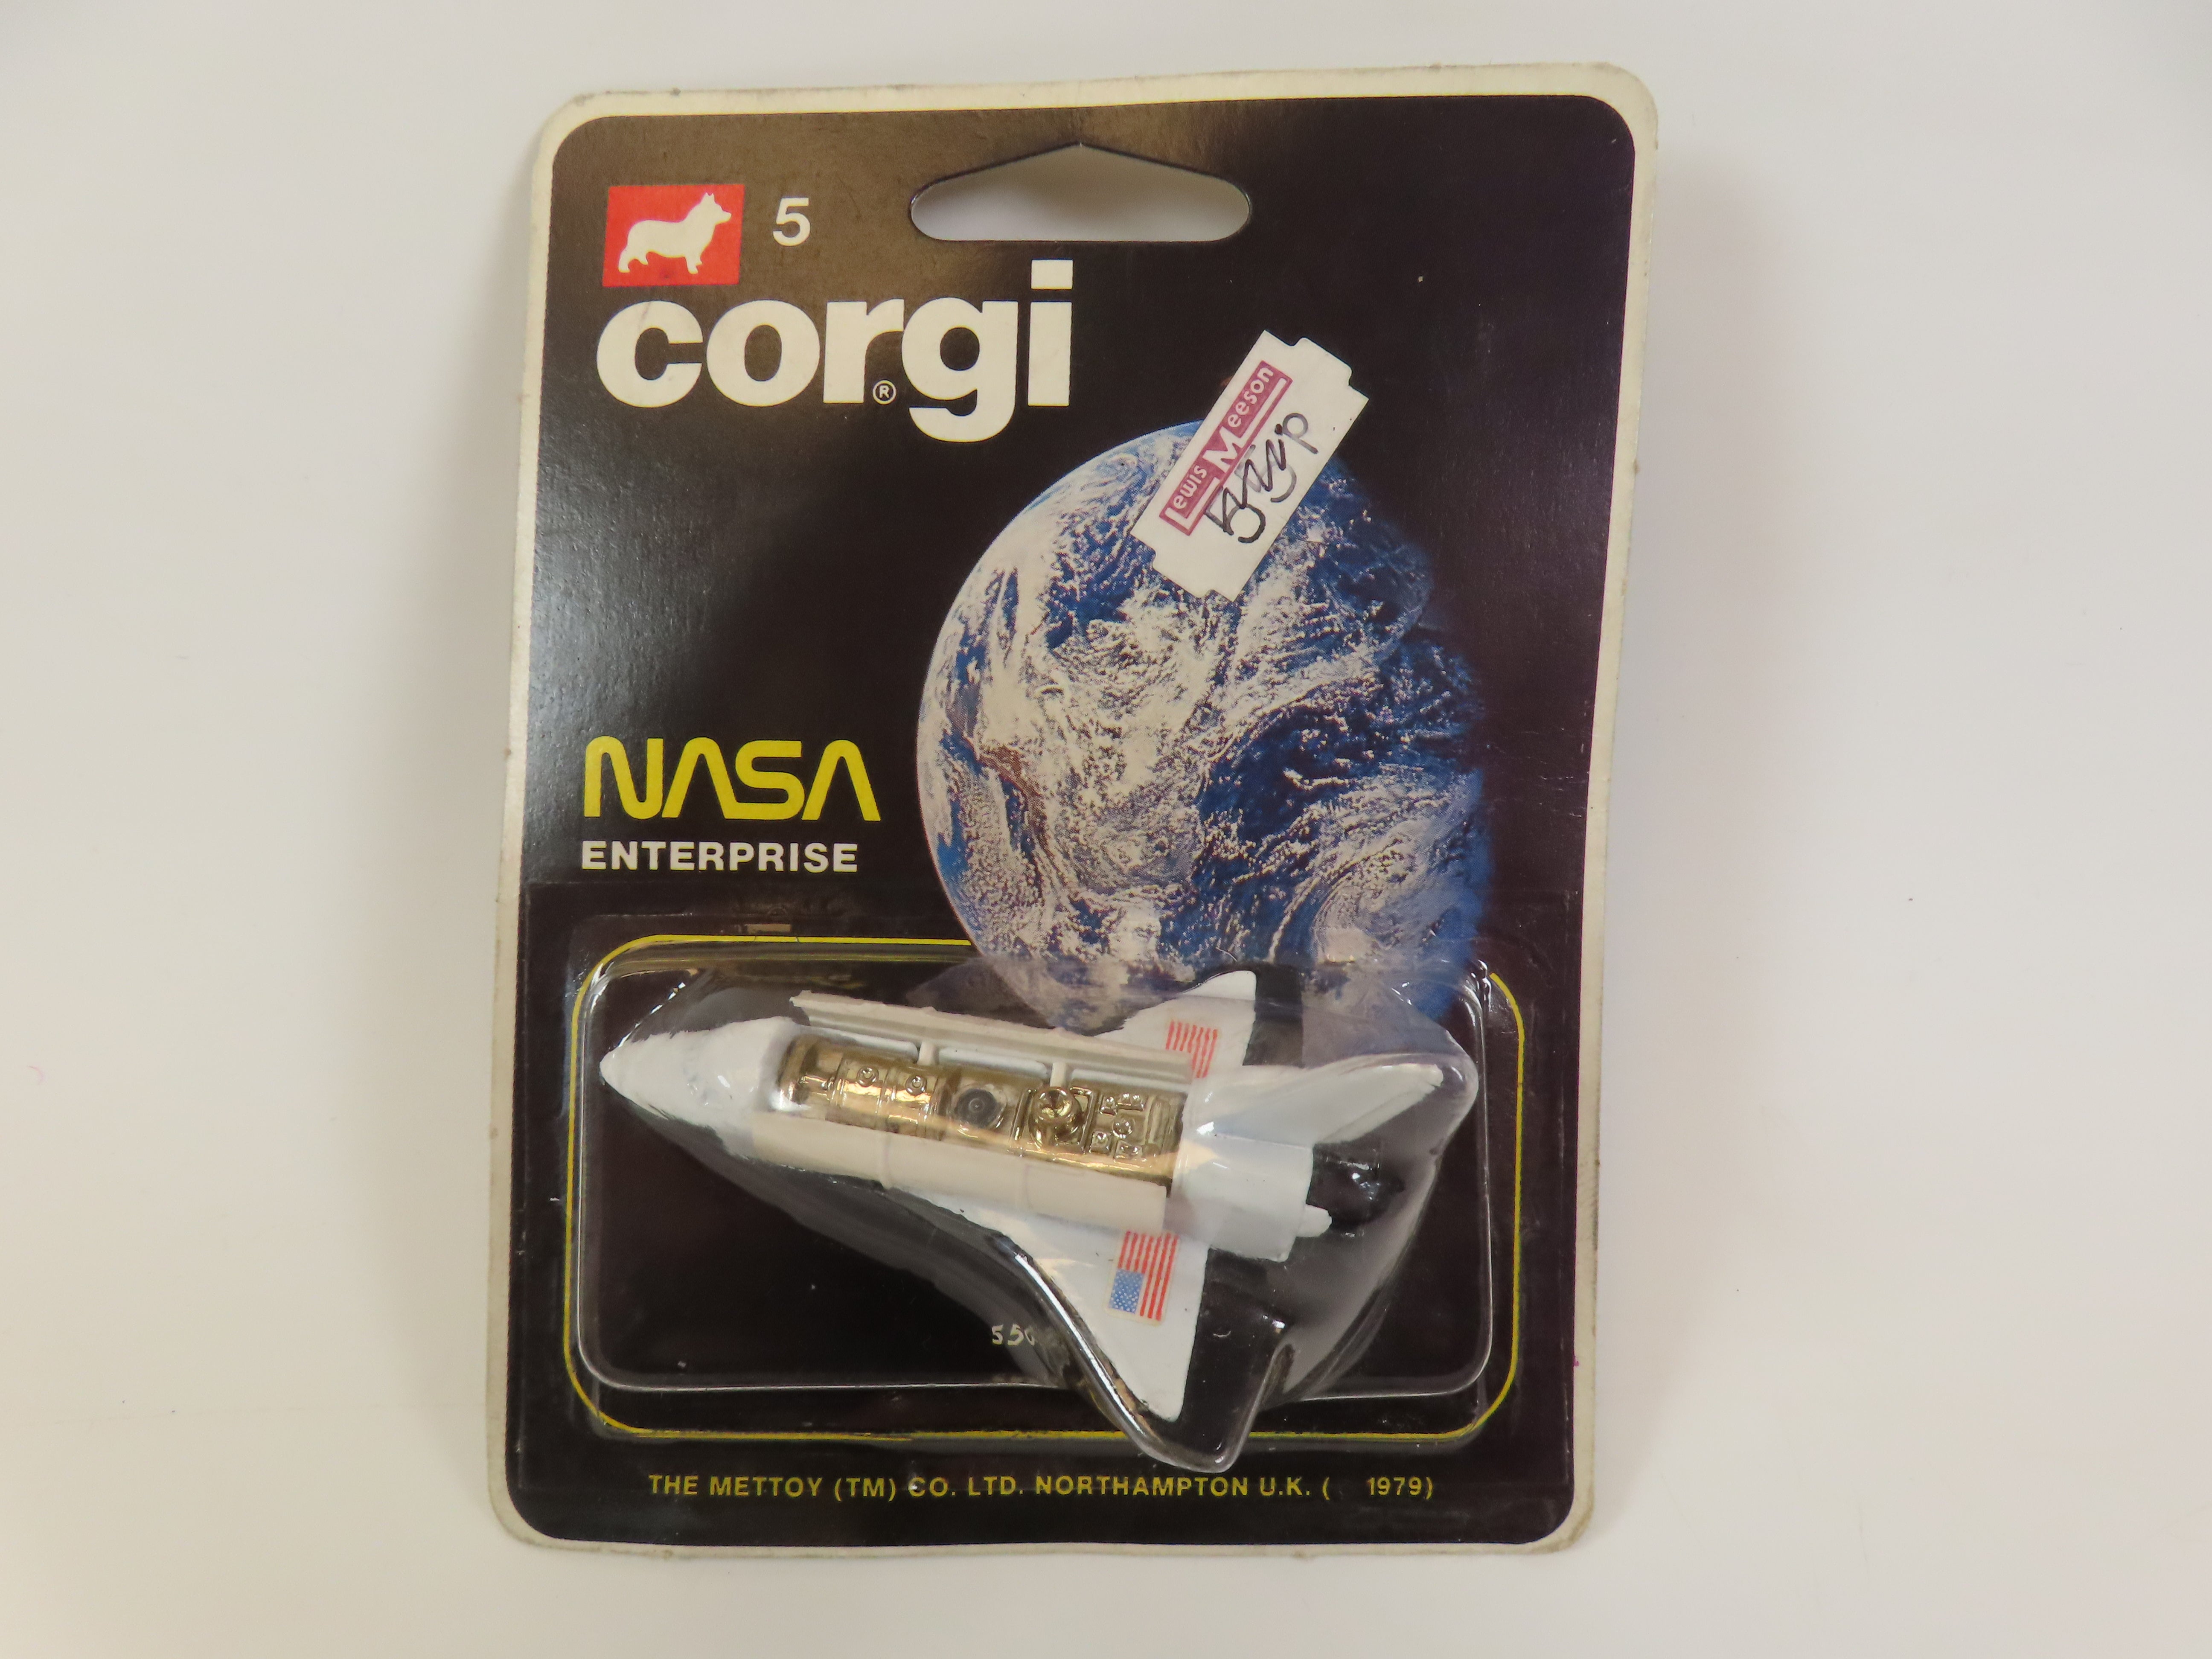 5
corgi
®
Lewis Meeson
NASA
ENTERPRISE
THE METTOY (TM) CO. LTD. NORTHAMPTON U.K. ( 1979)